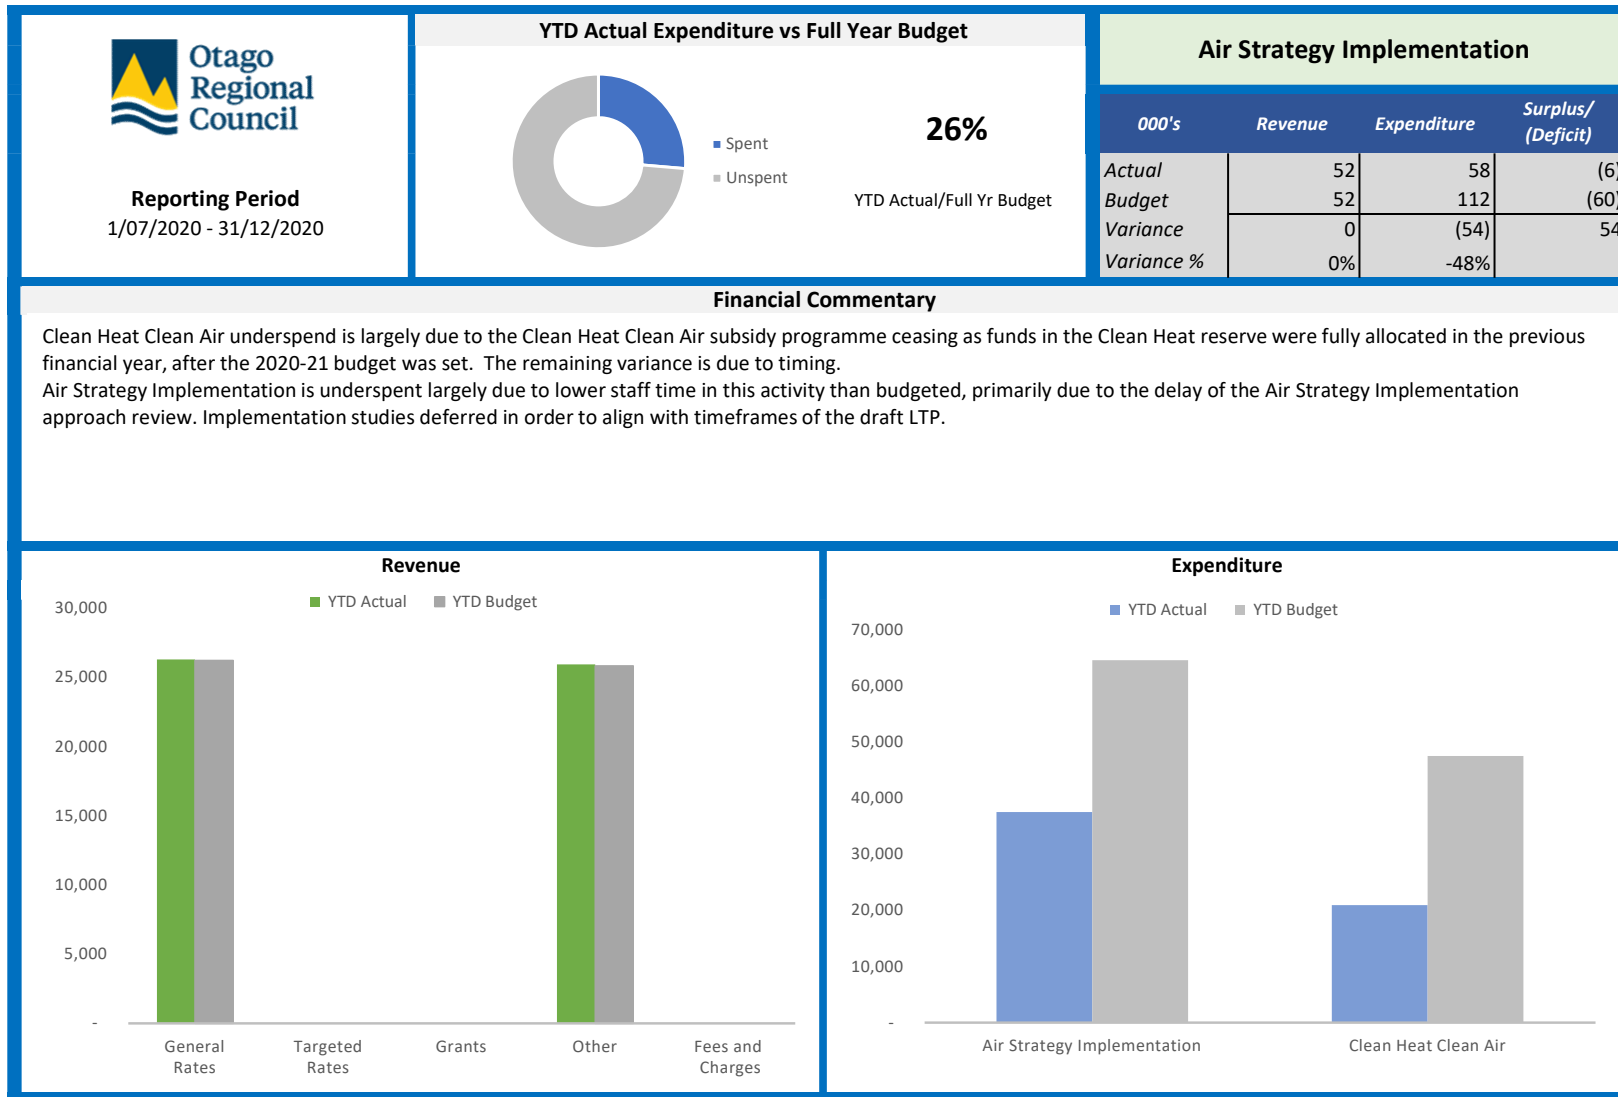 Otago
Regional
Council
Reporting Period
1/07/2020 - 31/12/2020
YTD Actual Expenditure vs Full Year Budget
Spent
Unspent
26%
YTD Actual/Full Yr Budget
Air Strategy Implementation
000's Revenue Expenditure Surplus/ (Deficit)
Actual 52 58 (6)
Budget 52 112 (60)
Variance 0 (54) 54
Variance % 0% -48%
Financial Commentary
Clean Heat Clean Air underspend is largely due to the Clean Heat Clean Air subsidy programme ceasing as funds in the Clean Heat reserve were fully allocated in the previous
financial year, after the 2020-21 budget was set.  The remaining variance is due to timing.
Air Strategy Implementation is underspent largely due to lower staff time in this activity than budgeted, primarily due to the delay of the Air Strategy Implementation
approach review. Implementation studies deferred in order to align with timeframes of the draft LTP.
Revenue
YTD Actual YTD Budget
30,000
25,000
20,000
15,000
10,000
5,000
-
General Rates
Targeted Rates
Grants
Other
Fees and Charges
Expenditure
YTD Actual YTD Budget
70,000
60,000
50,000
40,000
30,000
20,000
10,000
-
Air Strategy Implementation
Clean Heat Clean Air